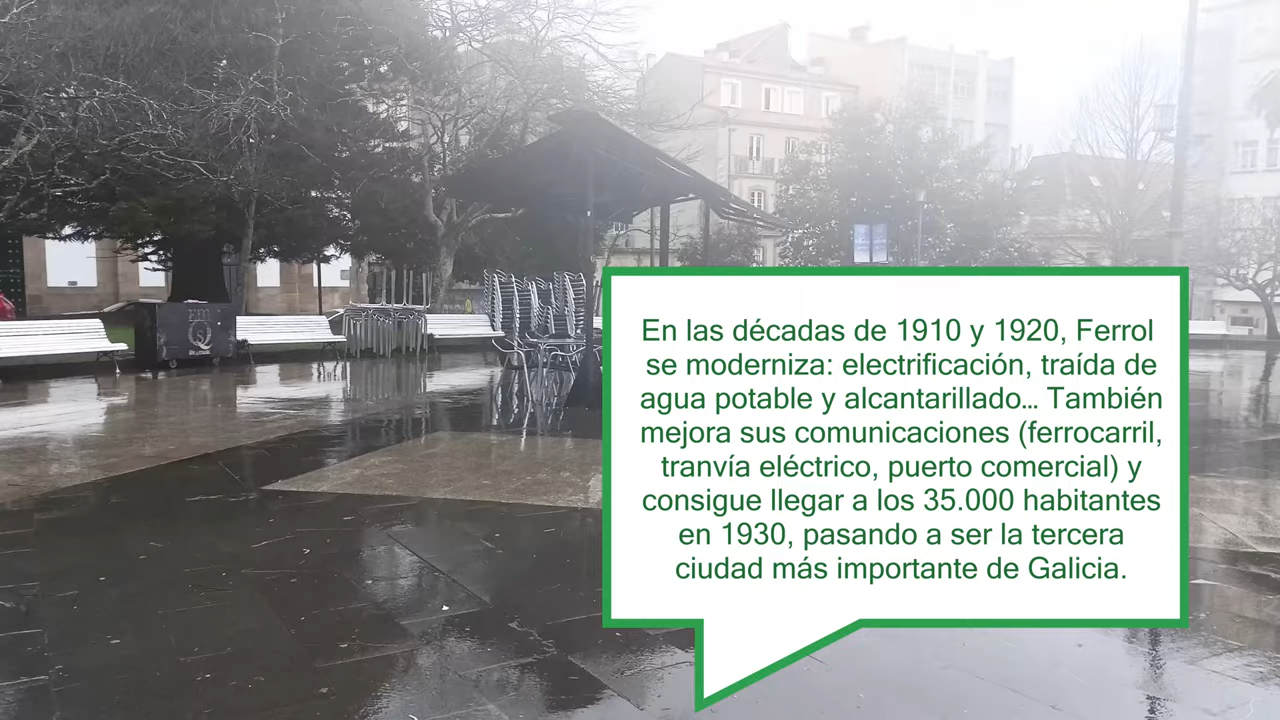 Em
Q
En las décadas de 1910 y 1920, Ferrol
se moderniza: electrificación, traída de
agua potable y alcantarillado... También
mejora sus comunicaciones (ferrocarril,
tranvía eléctrico, puerto comercial) y
consigue llegar a los 35.000 habitantes
en 1930, pasando a ser la tercera
ciudad más importante de Galicia.